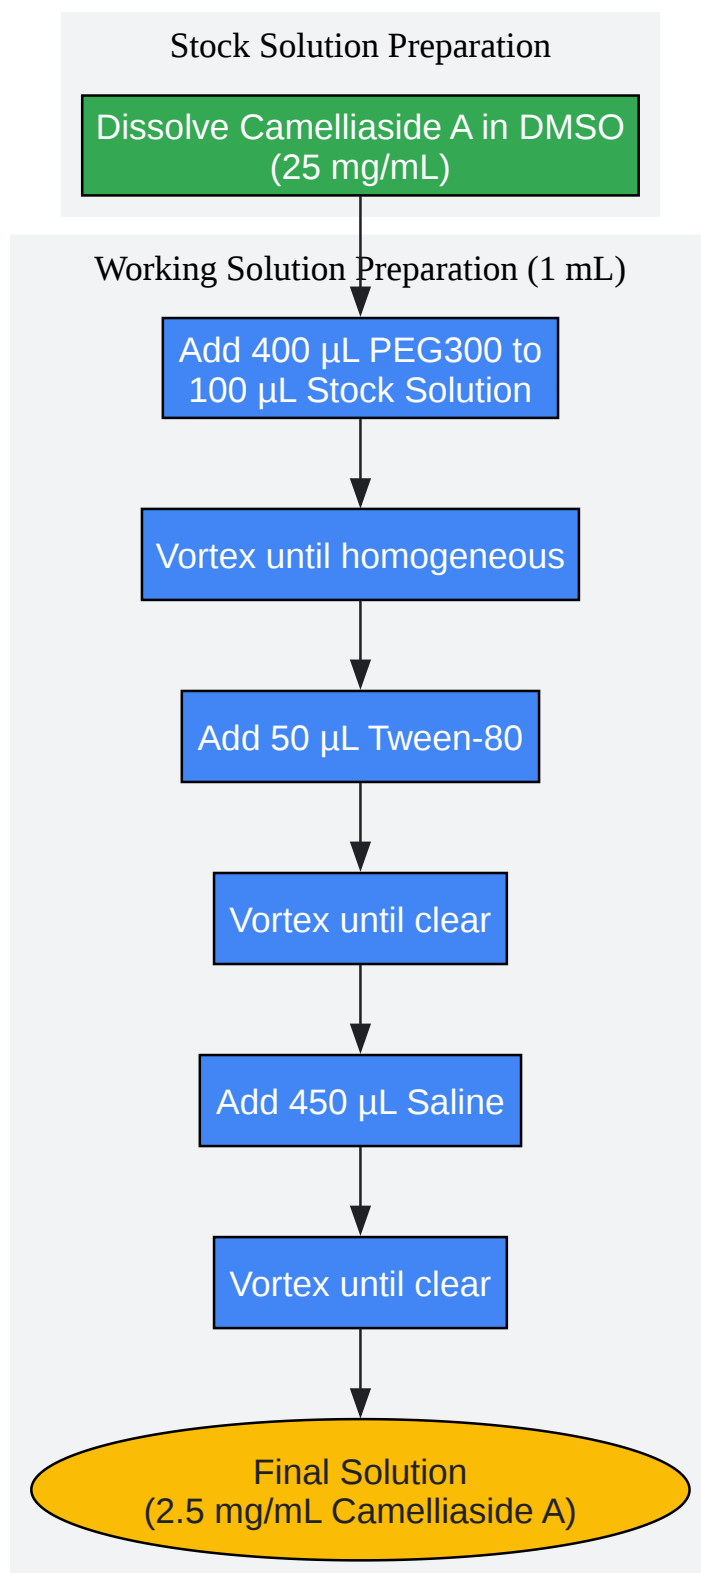 Stock Solution Preparation
Dissolve Camelliaside A in DMSO
(25 mg/mL)
Working Solution Preparation (1 mL)
Add 400 µL PEG300 to
100 µL Stock Solution
Vortex until homogeneous
Add 50 µL Tween-80
Vortex until clear
Add 450 µL Saline
Vortex until clear
Final Solution
(2.5 mg/mL Camelliaside A)